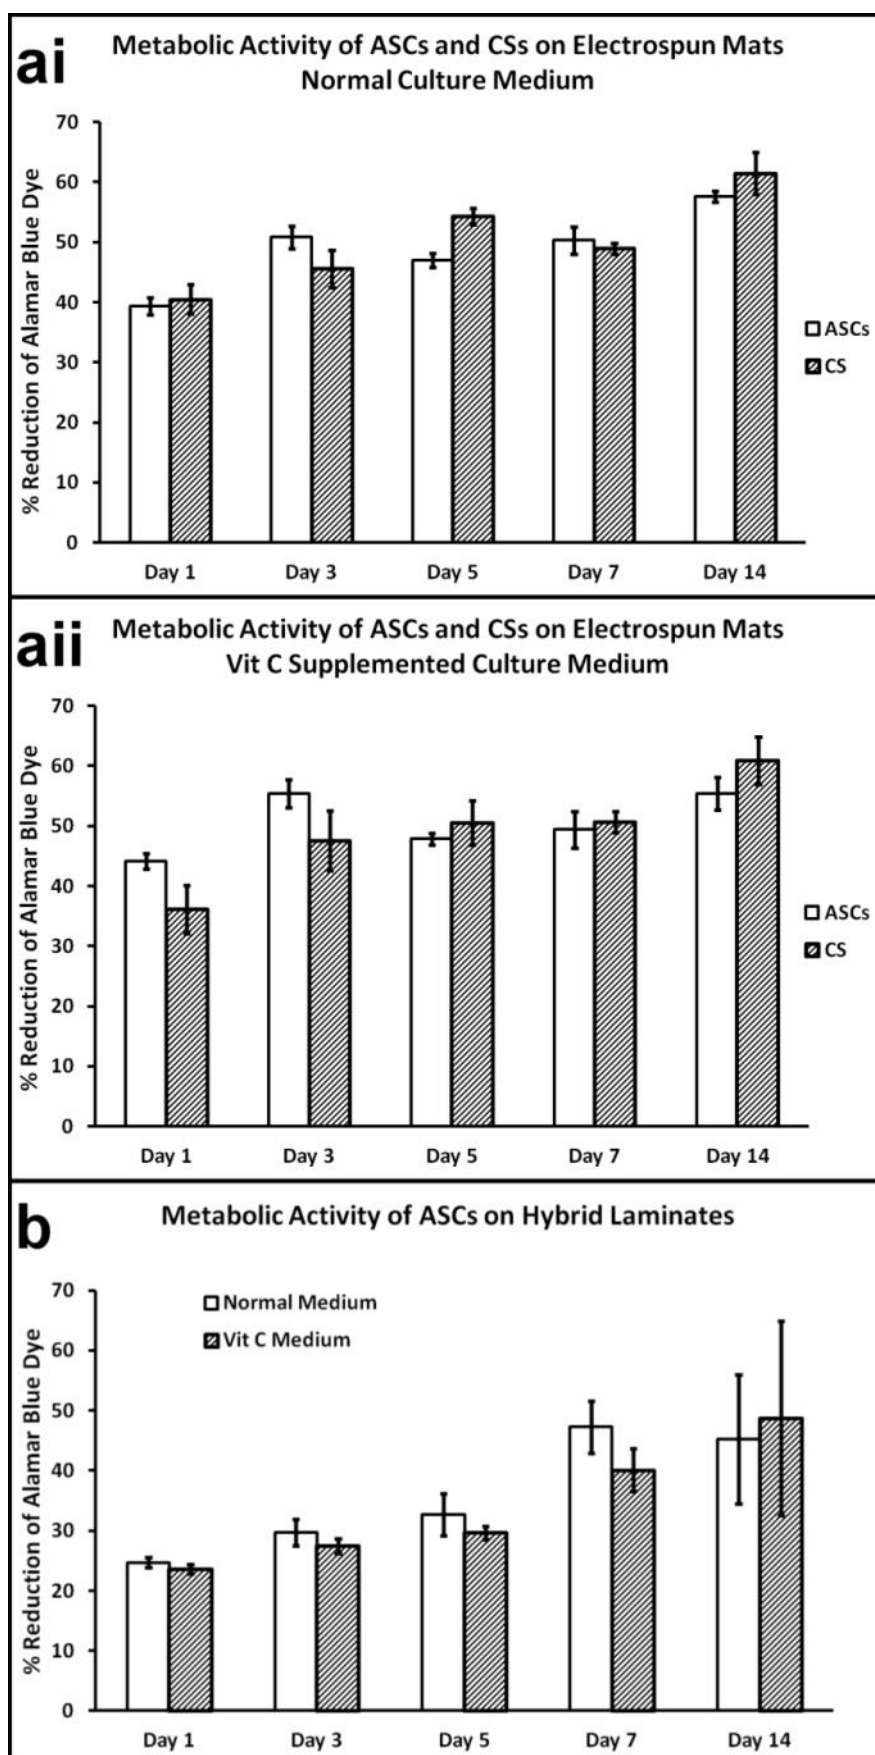 ai
Metabolic Activity of ASCs and CSs on Electrospun Mats
Normal Culture Medium
% Reduction of Alamar Blue Dye
70
60
50
40
30
20
10
0
Day 1 Day 3 Day 5 Day 7 Day 14
ASCs
CS
aii
Metabolic Activity of ASCs and CSs on Electrospun Mats
Vit C Supplemented Culture Medium
% Reduction of Alamar Blue Dye
70
60
50
40
30
20
10
0
Day 1 Day 3 Day 5 Day 7 Day 14
ASCs
CS
b
Metabolic Activity of ASCs on Hybrid Laminates
% Reduction of Alamar Blue Dye
70
60
50
40
30
20
10
0
Normal Medium
Vit C Medium
Day 1 Day 3 Day 5 Day 7 Day 14